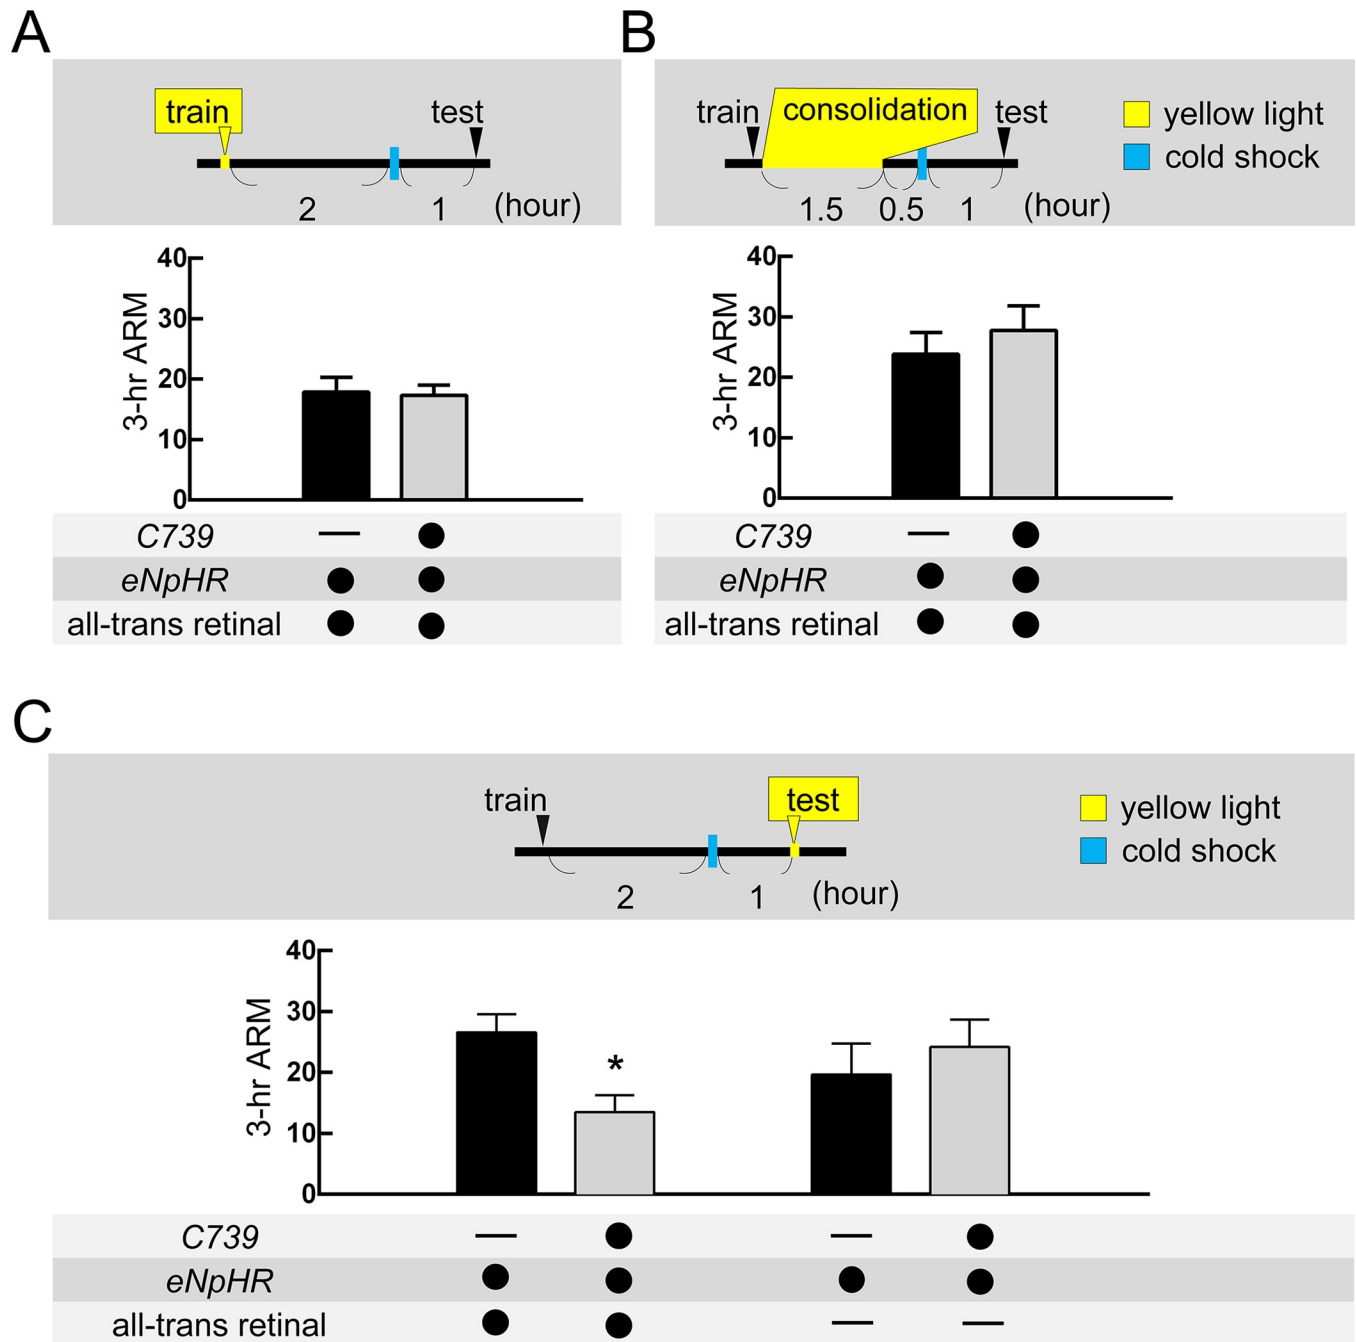 A
train
test
2
1
(hour)
40
30
20
10
0
3-hr ARM
C739 —
eNpHR
all-trans retinal
B
train
consolidation
test
yellow light
cold shock
1.5
0.5
1
(hour)
40
30
20
10
0
3-hr ARM
C739 —
eNpHR
all-trans retinal
C
train
test
yellow light
cold shock
2
1
(hour)
40
30
20
10
0
3-hr ARM
*
C739 — —
eNpHR
all-trans retinal — —